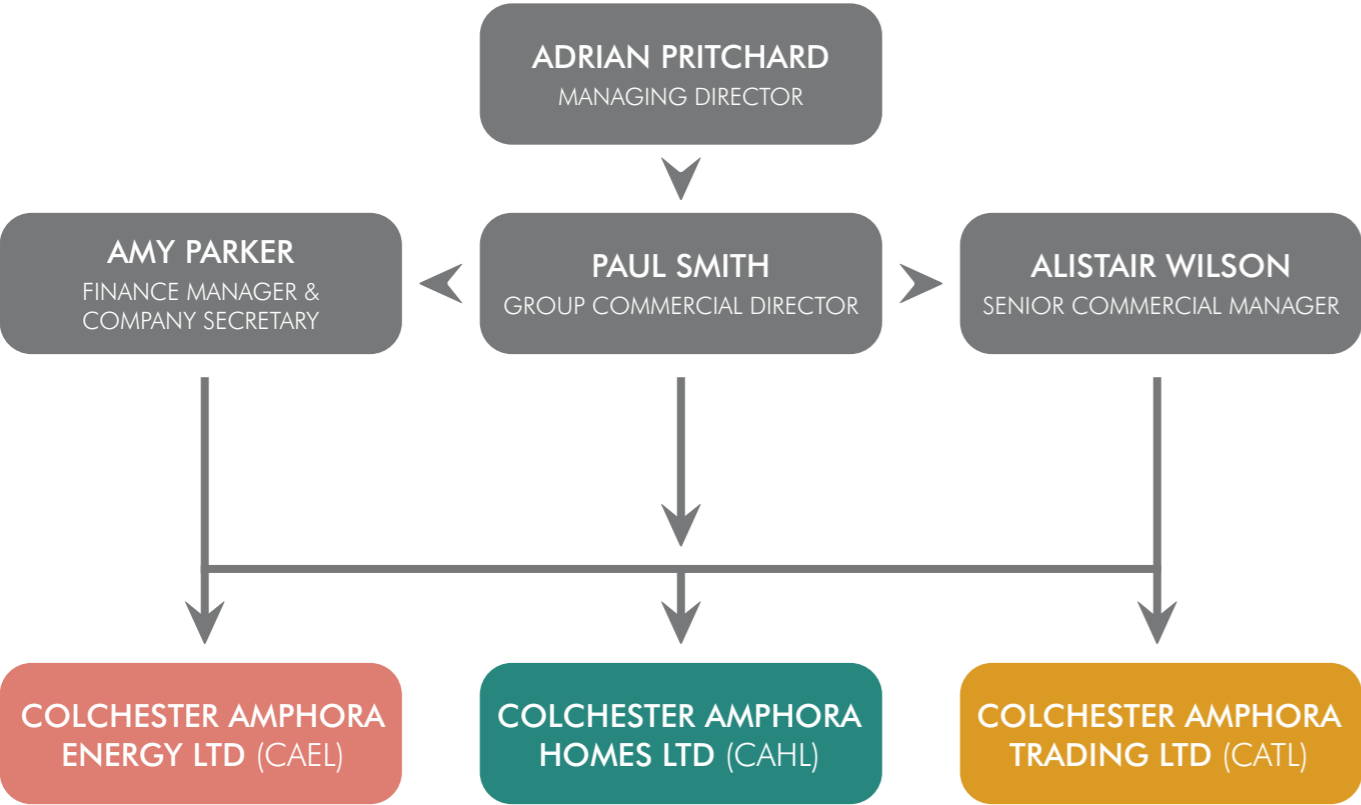 ADRIAN PRITCHARD
MANAGING DIRECTOR
AMY PARKER
FINANCE MANAGER &
COMPANY SECRETARY
PAUL SMITH
GROUP COMMERCIAL DIRECTOR
ALISTAIR WILSON
SENIOR COMMERCIAL MANAGER
COLCHESTER AMPHORA
ENERGY LTD (CAEL)
COLCHESTER AMPHORA
HOMES LTD (CAHL)
COLCHESTER AMPHORA
TRADING LTD (CATL)